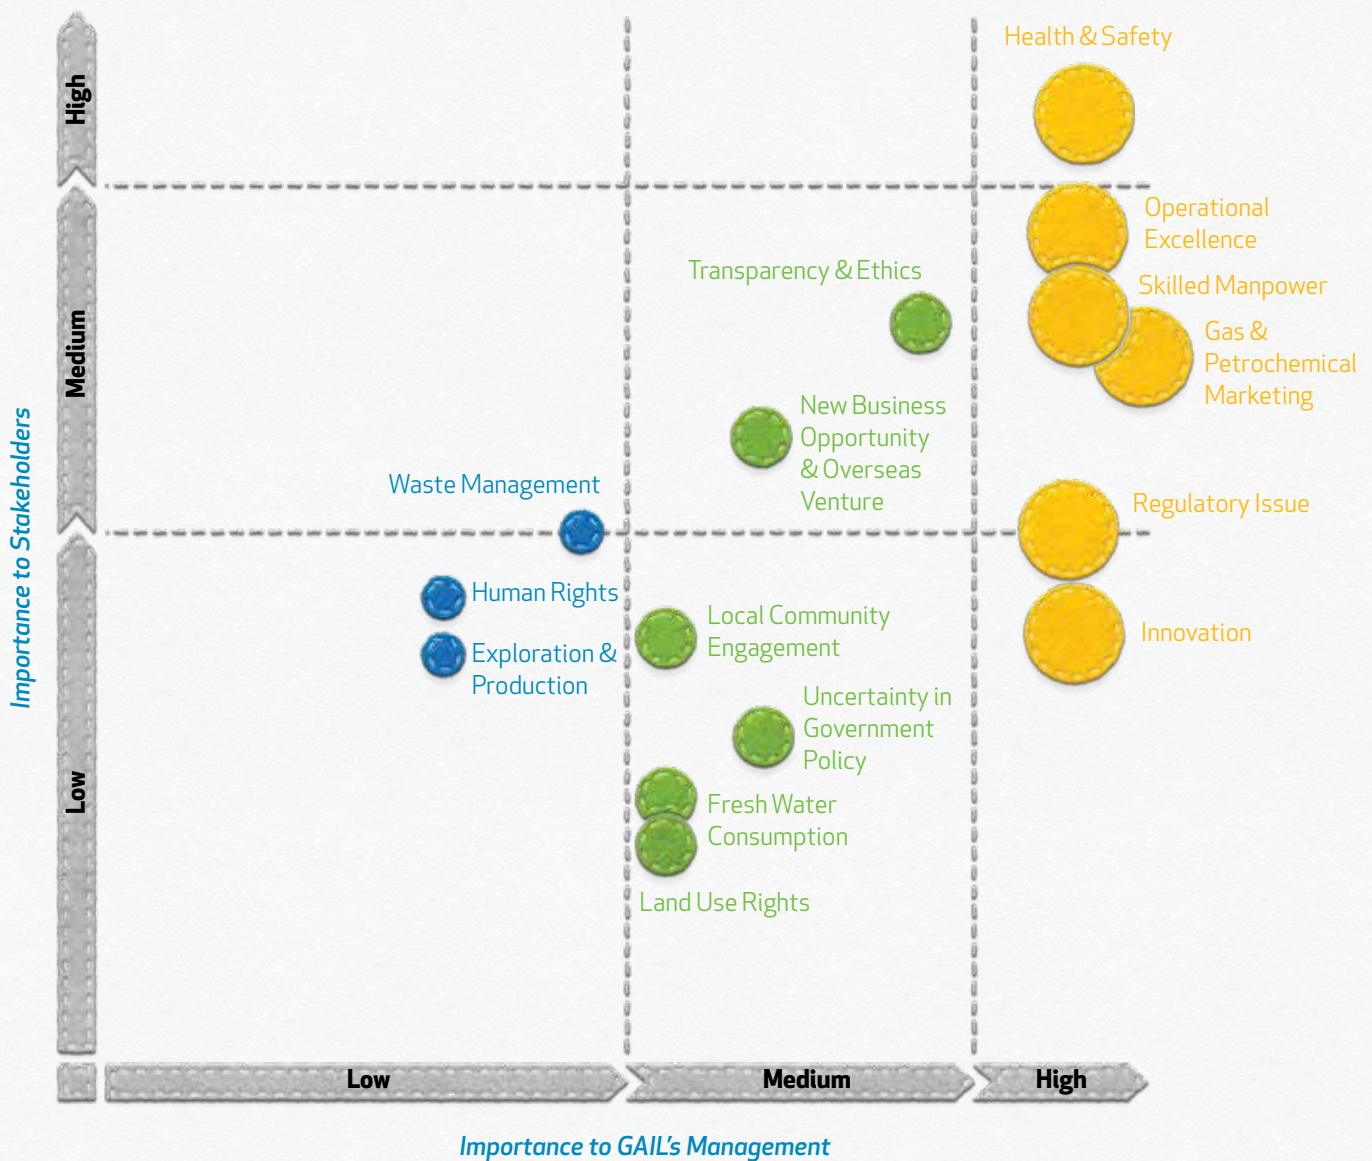 Health & Safety
High
Operational
Excellence
Transparency & Ethics
Skilled Manpower
Gas &
Petrochemical
Marketing
Medium
New Business
Opportunity
& Overseas
Venture
Waste Management
Regulatory Issue
Importance to Stakeholders
Human Rights
Local Community
Engagement
Innovation
Exploration &
Production
Uncertainty in
Government
Policy
Low
Fresh Water
Consumption
Land Use Rights
Low
Medium
High
Importance to GAIL's Management